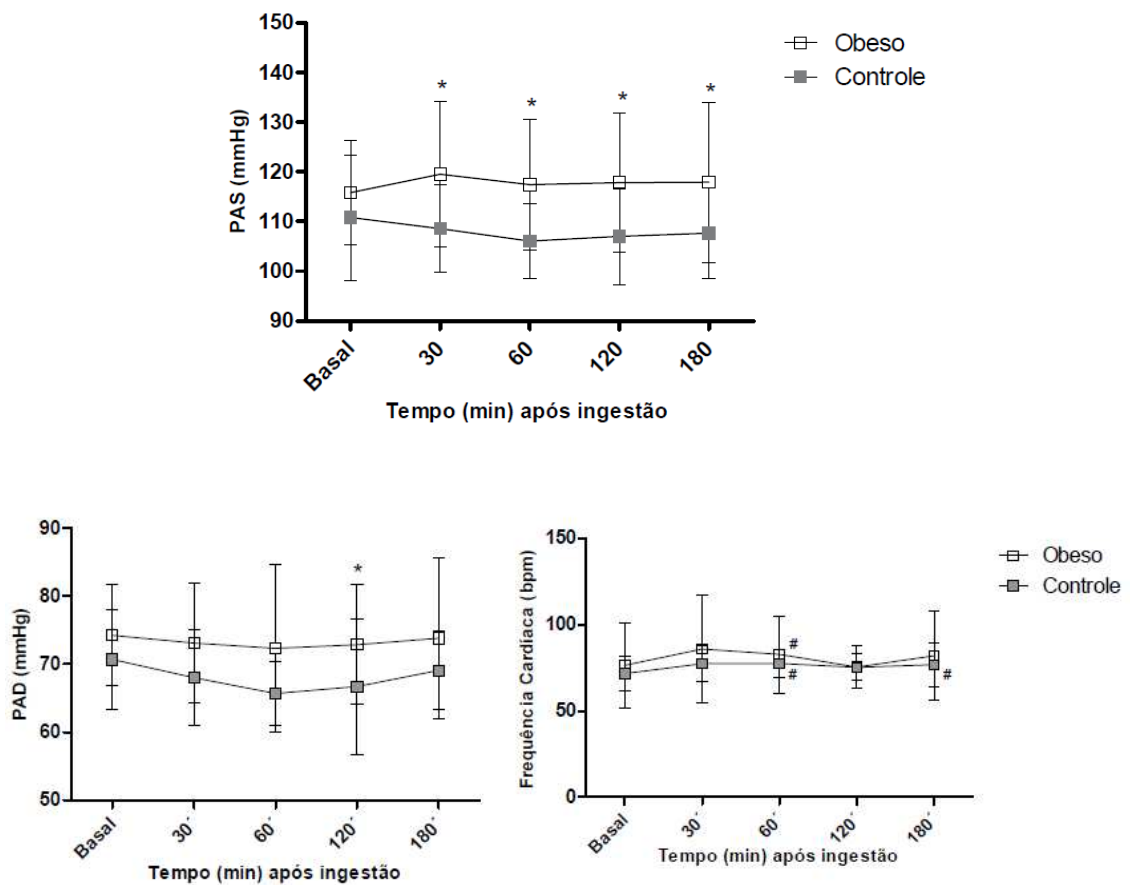 150
140
130
120
110
100
90
PAS (mmHg)
* * * *
Obeso
Controle
Basal 30 60 120 180
Tempo (min) após ingestão
90
80
70
60
50
PAD (mmHg)
*
Basal 30´ 60´ 120´ 180´
Tempo (min) após ingestão
150
100
50
0
Frequência Cardíaca (bpm)
#
# #
Obeso
Controle
Basal 30´ 60´ 120´ 180´
Tempo (min) após ingestão